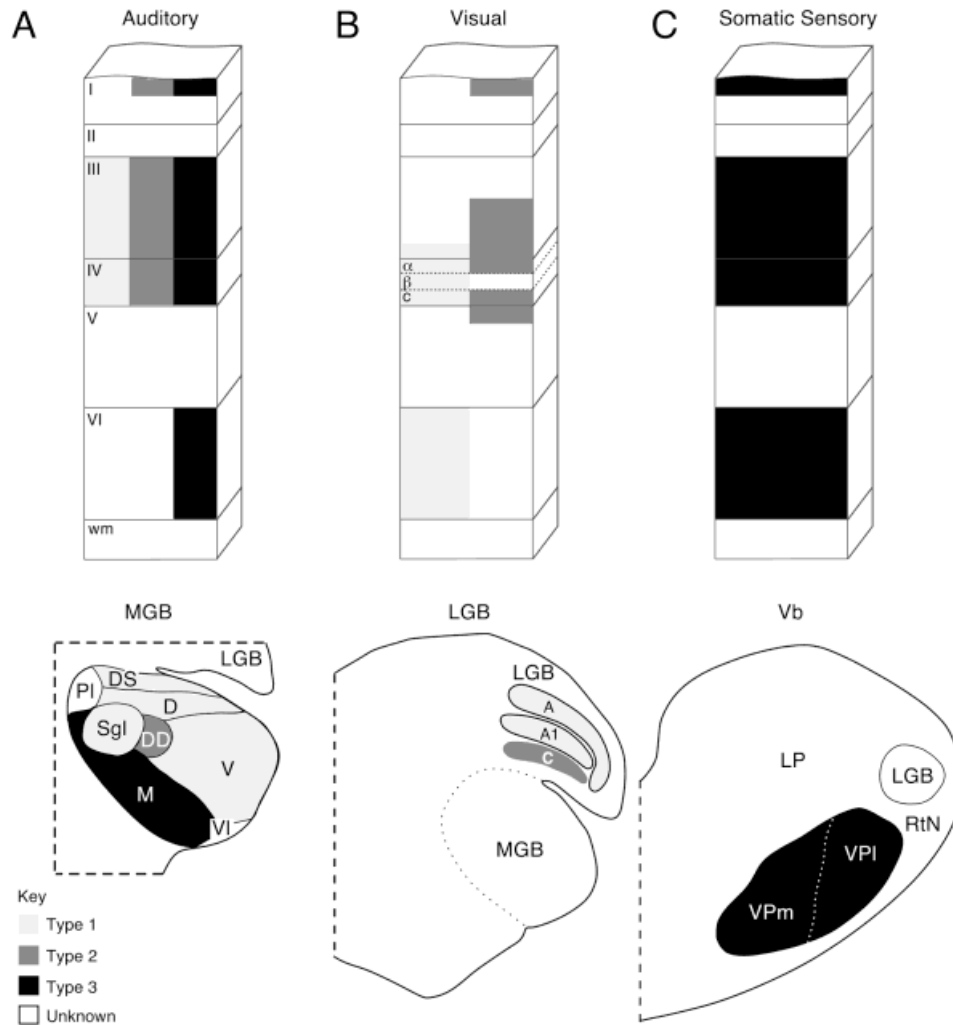 A Auditory
B Visual
C Somatic Sensory
I
II
III
IV
V
VI
wm
α
β
c
MGB
LGB
PI
DS
D
SgI
DD
V
M
VI
LGB
LGB
A
A1
C
MGB
Vb
LP
LGB
RtN
VPl
VPm
Key
Type 1
Type 2
Type 3
Unknown